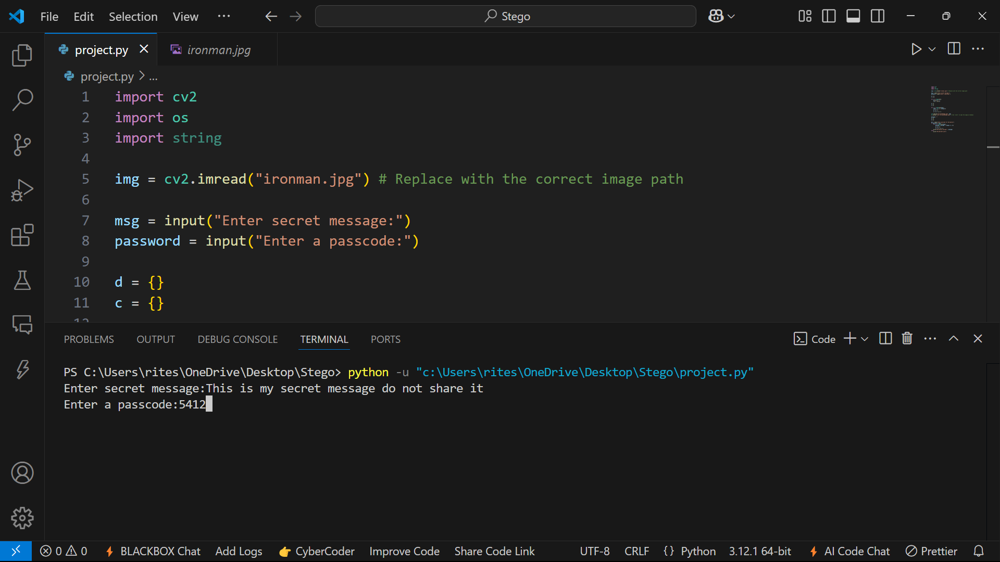 File Edit Selection View ··· Stego
project.py ironman.jpg
project.py > ...
1 import cv2
2 import os
3 import string
4
5 img = cv2.imread("ironman.jpg") # Replace with the correct image path
6
7 msg = input("Enter secret message:")
8 password = input("Enter a passcode:")
9
10 d = {}
11 c = {}
12
PROBLEMS OUTPUT DEBUG CONSOLE TERMINAL PORTS Code
PS C:\Users\rites\OneDrive\Desktop\Stego> python -u "c:\Users\rites\OneDrive\Desktop\Stego\project.py"
Enter secret message:This is my secret message do not share it
Enter a passcode:5412
0 0 BLACKBOX Chat Add Logs CyberCoder Improve Code Share Code Link UTF-8 CRLF {} Python 3.12.1 64-bit AI Code Chat Prettier